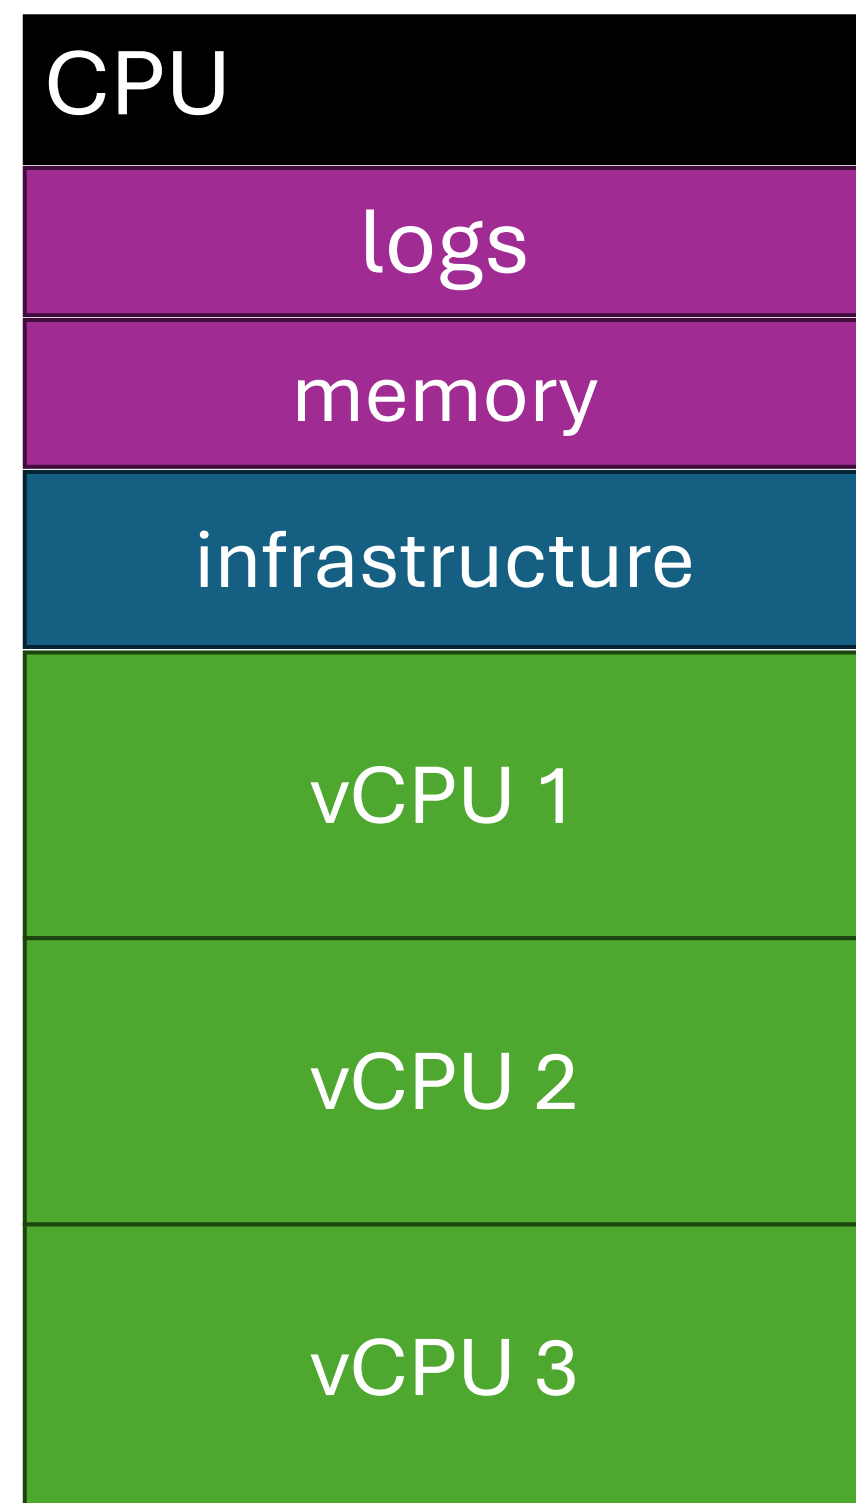 CPU
logs
memory
infrastructure
vCPU 1
vCPU 2
vCPU 3